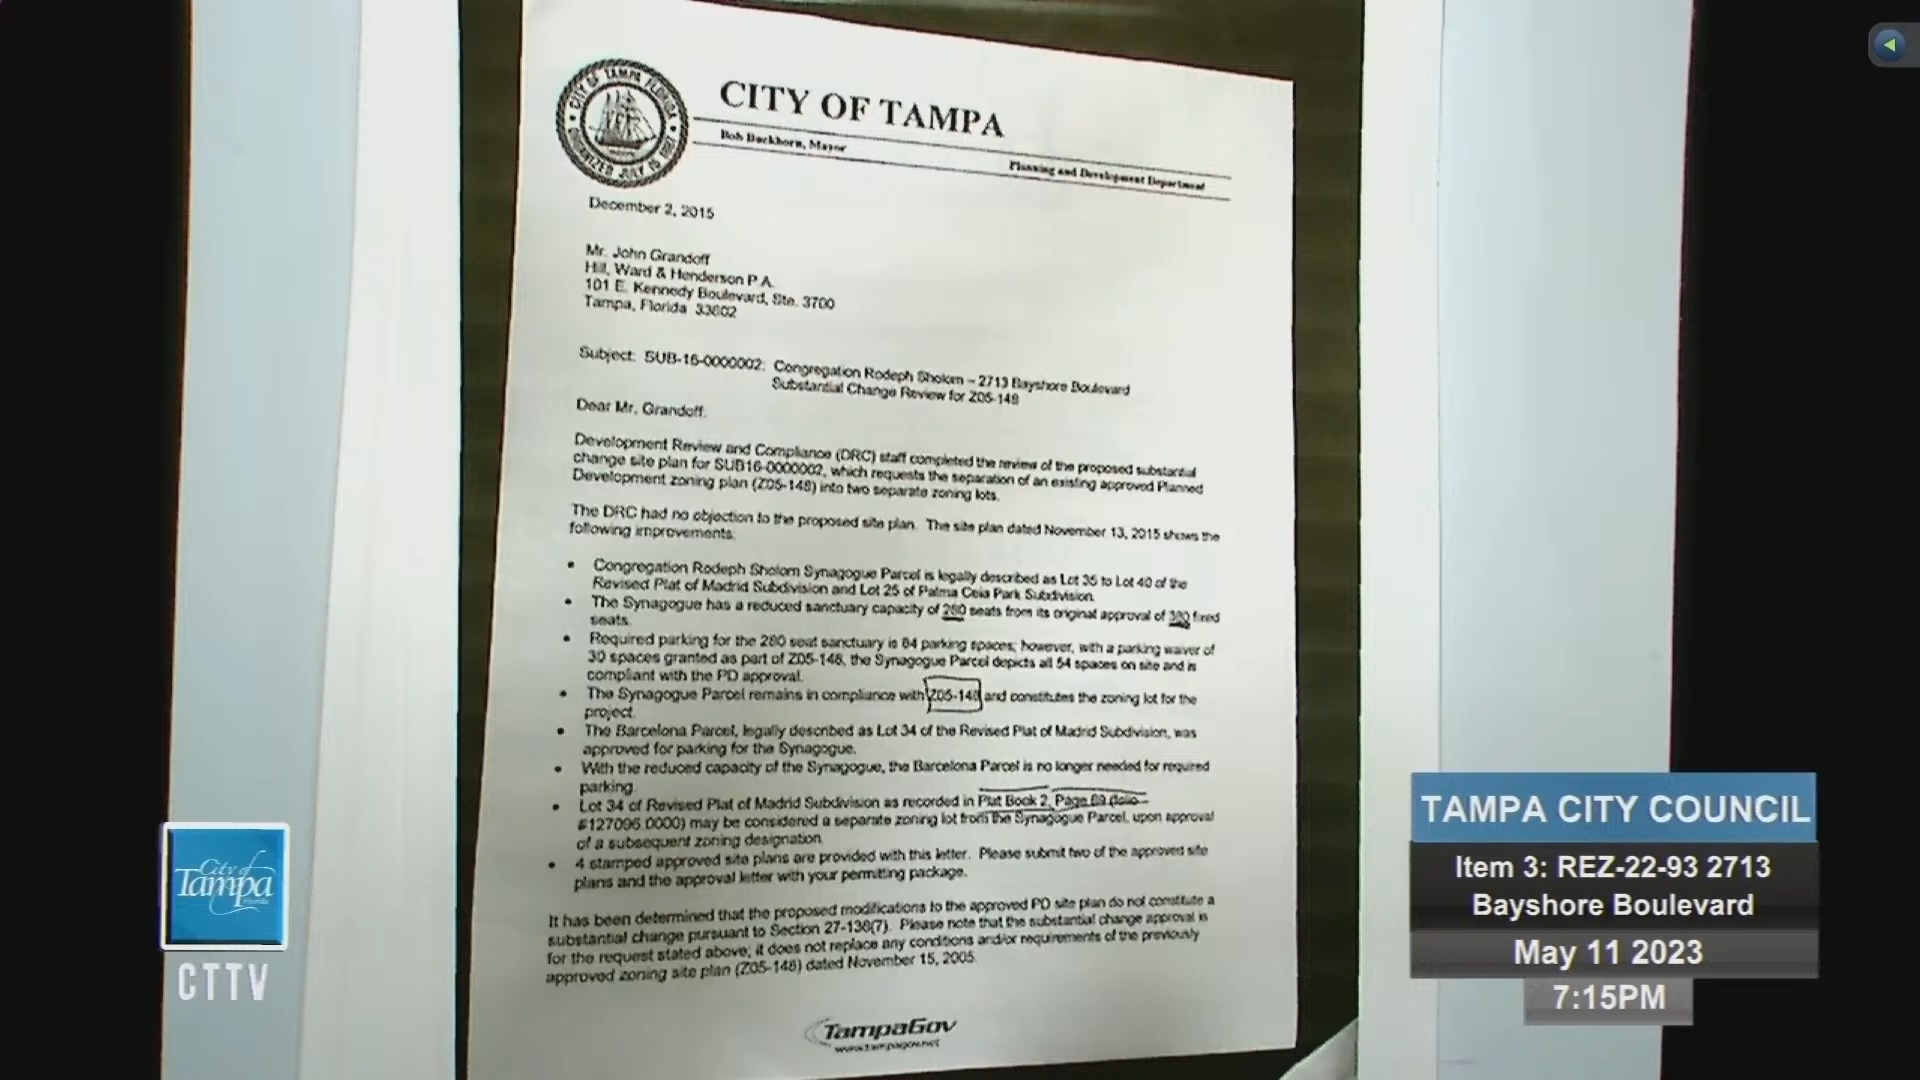 CITY OF TAMPA FLORIDA
ORGANIZED JULY 15 1887
CITY OF TAMPA
Bob Buckhorn, Mayor
Planning and Development Department
December 2, 2015
Mr. John Grandoff
Hill, Ward & Henderson P.A.
101 E. Kennedy Boulevard, Ste. 3700
Tampa, Florida 33602
Subject: SUB-16-0000002: Congregation Rodeph Sholom – 2713 Bayshore Boulevard
Substantial Change Review for Z05-148
Dear Mr. Grandoff:
Development Review and Compliance (DRC) staff completed the review of the proposed substantial
change site plan for SUB16-0000002, which requests the separation of an existing approved Planned
Development zoning plan (Z05-148) into two separate zoning lots.
The DRC had no objection to the proposed site plan. The site plan dated November 13, 2015 shows the
following improvements:
• Congregation Rodeph Sholom Synagogue Parcel is legally described as Lot 35 to Lot 40 of the
Revised Plat of Madrid Subdivision and Lot 25 of Palma Ceia Park Subdivision.
• The Synagogue has a reduced sanctuary capacity of 280 seats from its original approval of 380 fixed
seats.
• Required parking for the 280 seat sanctuary is 84 parking spaces; however, with a parking waiver of
30 spaces granted as part of Z05-148, the Synagogue Parcel depicts all 54 spaces on site and is
compliant with the PD approval.
• The Synagogue Parcel remains in compliance with Z05-148 and constitutes the zoning lot for the
project.
• The Barcelona Parcel, legally described as Lot 34 of the Revised Plat of Madrid Subdivision, was
approved for parking for the Synagogue.
• With the reduced capacity of the Synagogue, the Barcelona Parcel is no longer needed for required
parking.
• Lot 34 of Revised Plat of Madrid Subdivision as recorded in Plat Book 2, Page 69 (folio
#127096.0000) may be considered a separate zoning lot from the Synagogue Parcel, upon approval
of a subsequent zoning designation.
• 4 stamped approved site plans are provided with this letter. Please submit two of the approved site
plans and the approval letter with your permitting package.
It has been determined that the proposed modifications to the approved PD site plan do not constitute a
substantial change pursuant to Section 27-138(7). Please note that the substantial change approval is
for the request stated above; it does not replace any conditions and/or requirements of the previously
approved zoning site plan (Z05-148) dated November 15, 2005.
TampaGov
www.tampagov.net
City of
Tampa
Florida
CTTV
TAMPA CITY COUNCIL
Item 3: REZ-22-93 2713
Bayshore Boulevard
May 11 2023
7:15PM